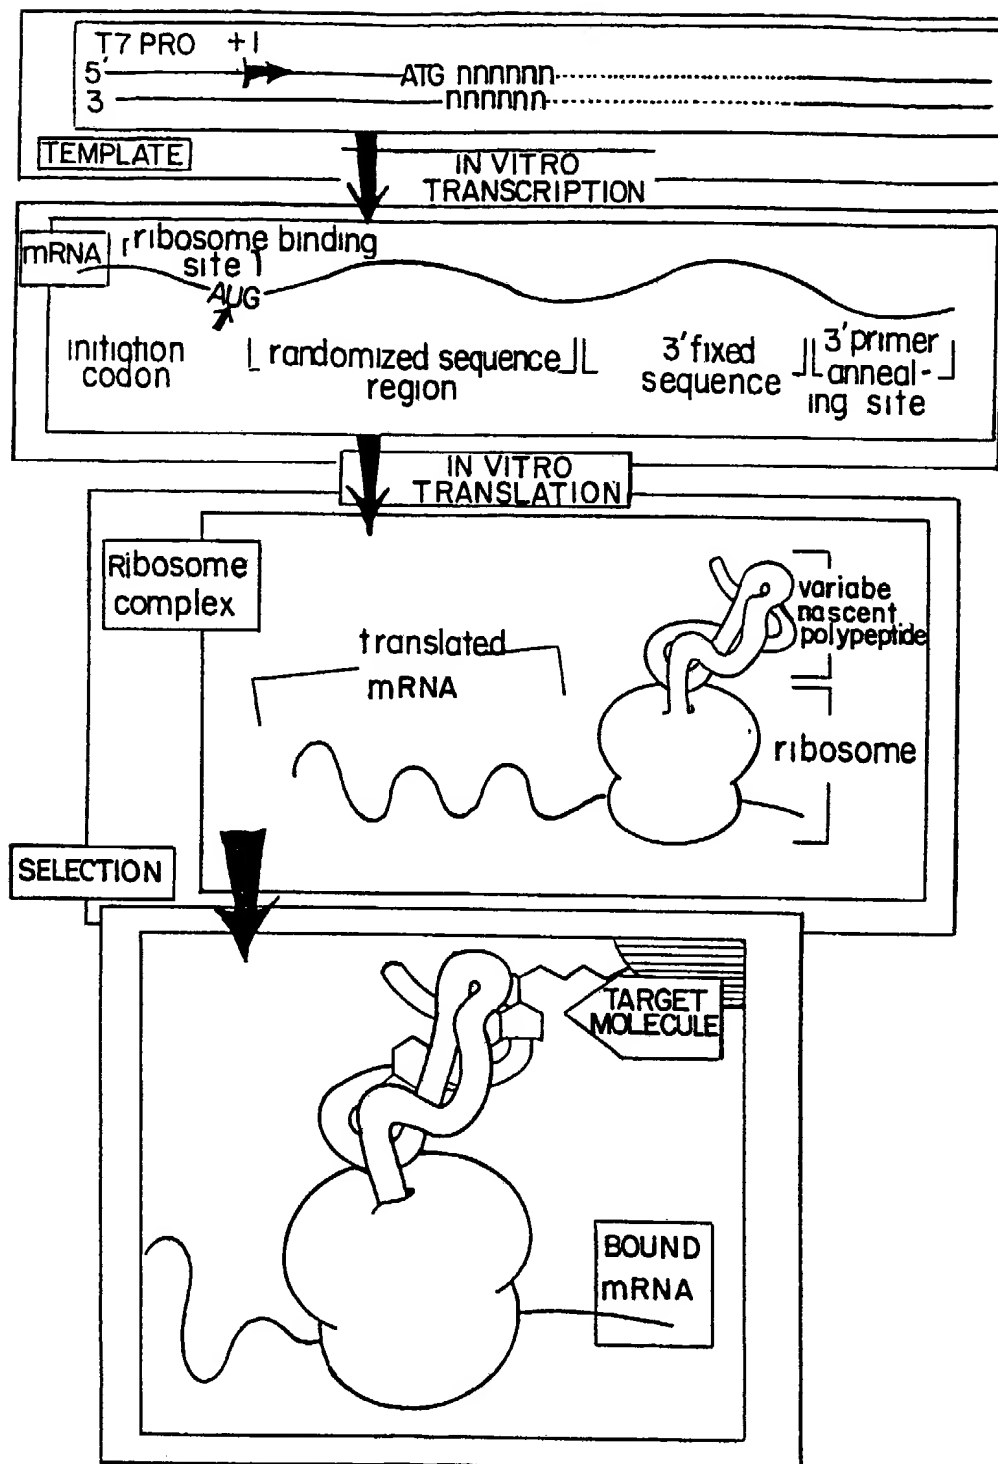 T7 PRO +1
5'
ATG nnnnnn
3
nnnnnn
TEMPLATE
IN VITRO
TRANSCRIPTION
mRNA
ribosome binding
site
AUG
initiation
codon
randomized sequence
region
3'fixed
sequence
3'primer
anneal-
ing site
IN VITRO
TRANSLATION
Ribosome
complex
translated
mRNA
variabe
nascent
polypeptide
ribosome
SELECTION
TARGET
MOLECULE
BOUND
mRNA